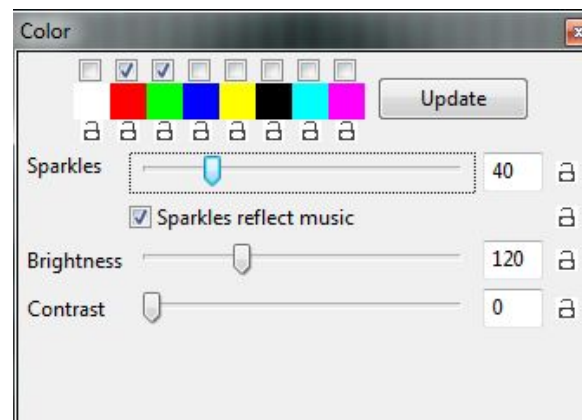 Color
Update
Sparkles 40
Sparkles reflect music
Brightness 120
Contrast 0